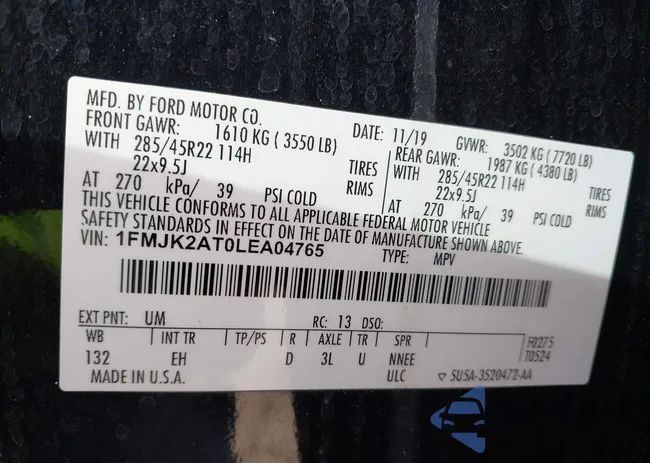 MFD. BY FORD MOTOR CO.
DATE: 11/19 GVWR: 3502 KG ( 7720 LB)
FRONT GAWR: 1610 KG ( 3550 LB)
WITH 285/45R22 114H TIRES
22x9.5J RIMS
AT 270 kPa/ 39 PSI COLD
REAR GAWR: 1987 KG ( 4380 LB)
WITH 285/45R22 114H TIRES
22x9.5J RIMS
AT 270 kPa/ 39 PSI COLD
THIS VEHICLE CONFORMS TO ALL APPLICABLE FEDERAL MOTOR VEHICLE
SAFETY STANDARDS IN EFFECT ON THE DATE OF MANUFACTURE SHOWN ABOVE.
VIN: 1FMJK2AT0LEA04765 TYPE: MPV
EXT PNT: UM RC: 13 DSO:
WB INT TR TP/PS R AXLE TR SPR F0275
132 EH D 3L U NNEE T0524
MADE IN U.S.A. ULC ▽ 5U5A-3520472-AA